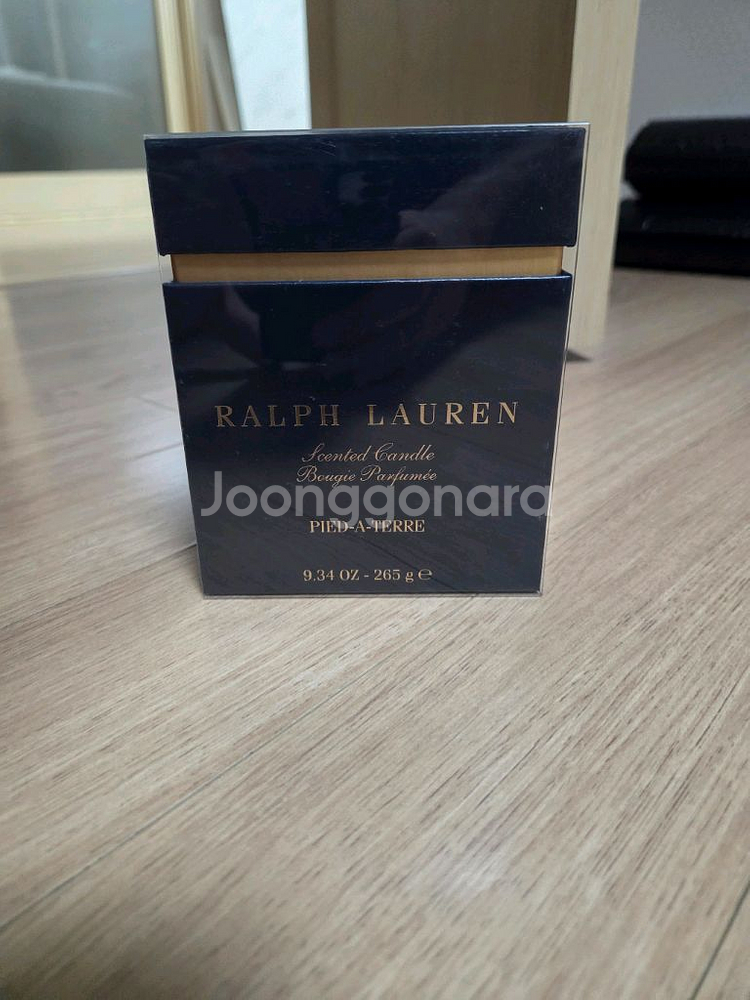 RALPH LAUREN
Scented Candle
Bougie Parfumée
Joonggonara
PIED-A-TERRE
9.34 OZ - 265 g ℮